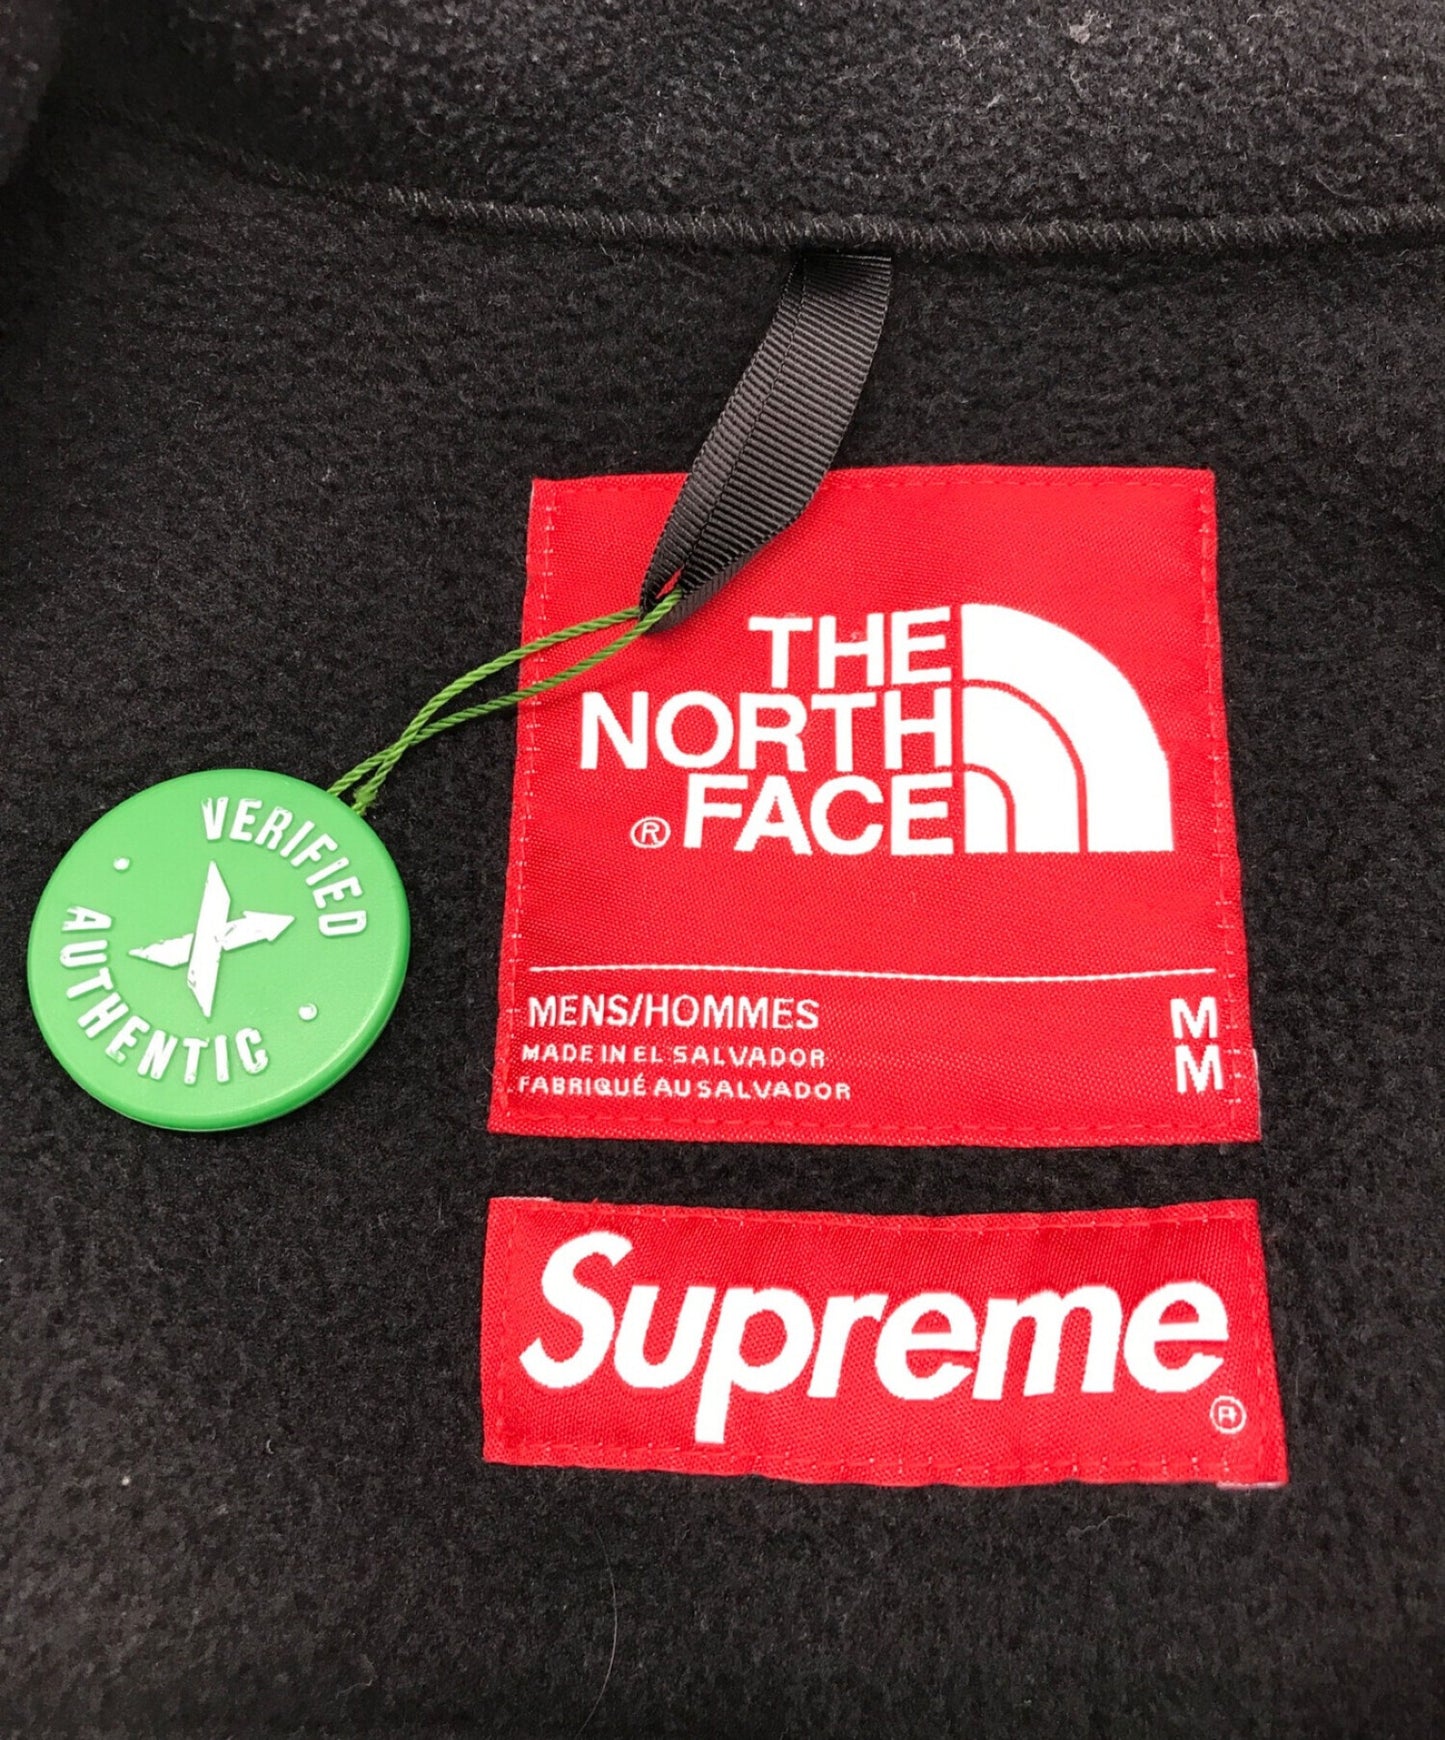 THE
NORTH
® FACE
MENS/HOMMES M
MADE IN EL SALVADOR
FABRIQUÉ AU SALVADOR M
Supreme ®
VERIFIED
AUTHENTIC